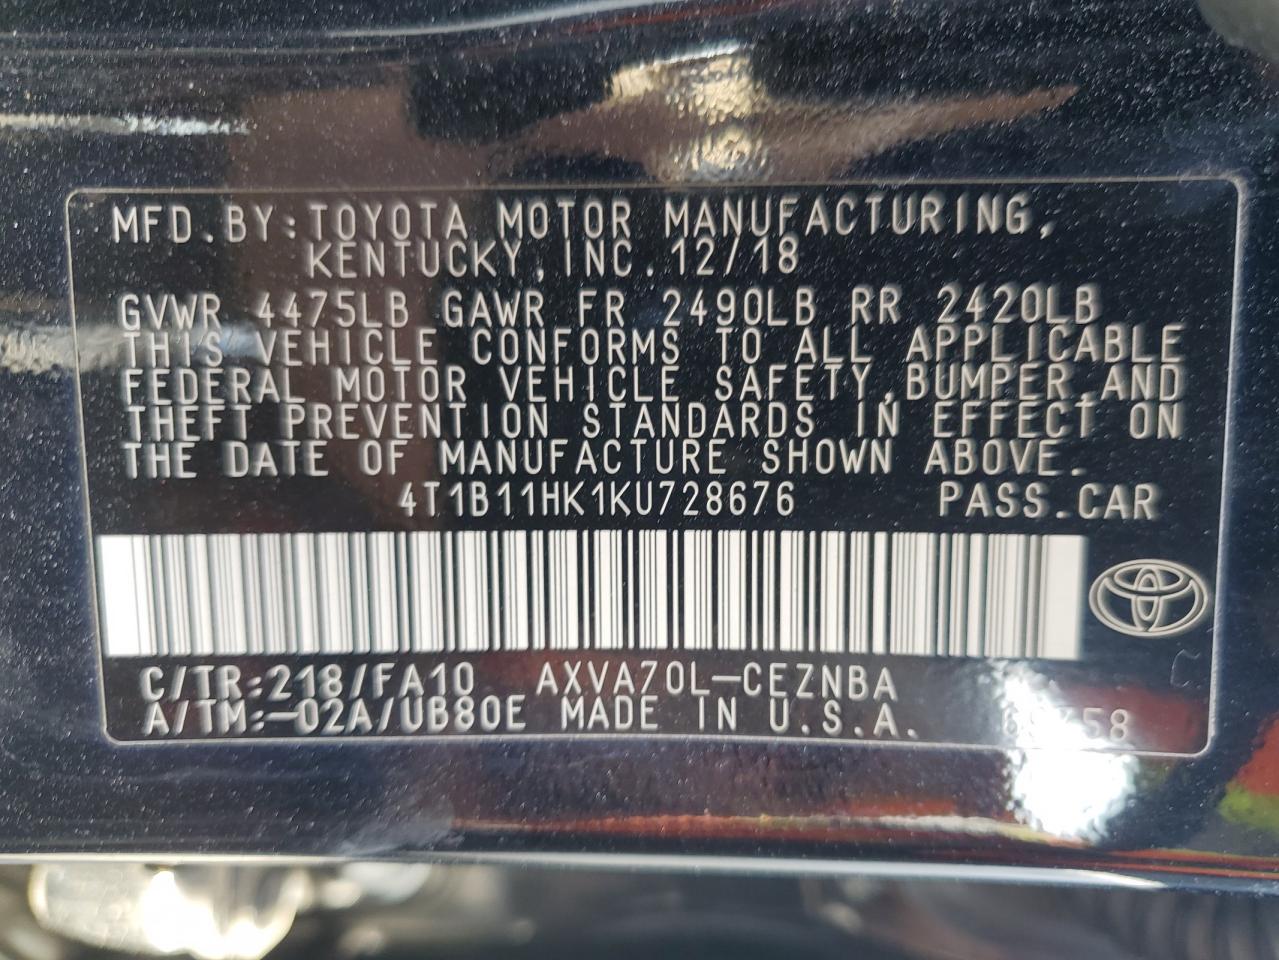 MFD.BY:TOYOTA MOTOR MANUFACTURING,
KENTUCKY,INC.12/18
GVWR 4475LB GAWR FR 2490LB RR 2420LB
THIS VEHICLE CONFORMS TO ALL APPLICABLE
FEDERAL MOTOR VEHICLE SAFETY,BUMPER,AND
THEFT PREVENTION STANDARDS IN EFFECT ON
THE DATE OF MANUFACTURE SHOWN ABOVE.
4T1B11HK1KU728676 PASS.CAR
C/TR:218/FA10 AXVA70L-CEZNBA
A/TM:-02A/UB80E MADE IN U.S.A.